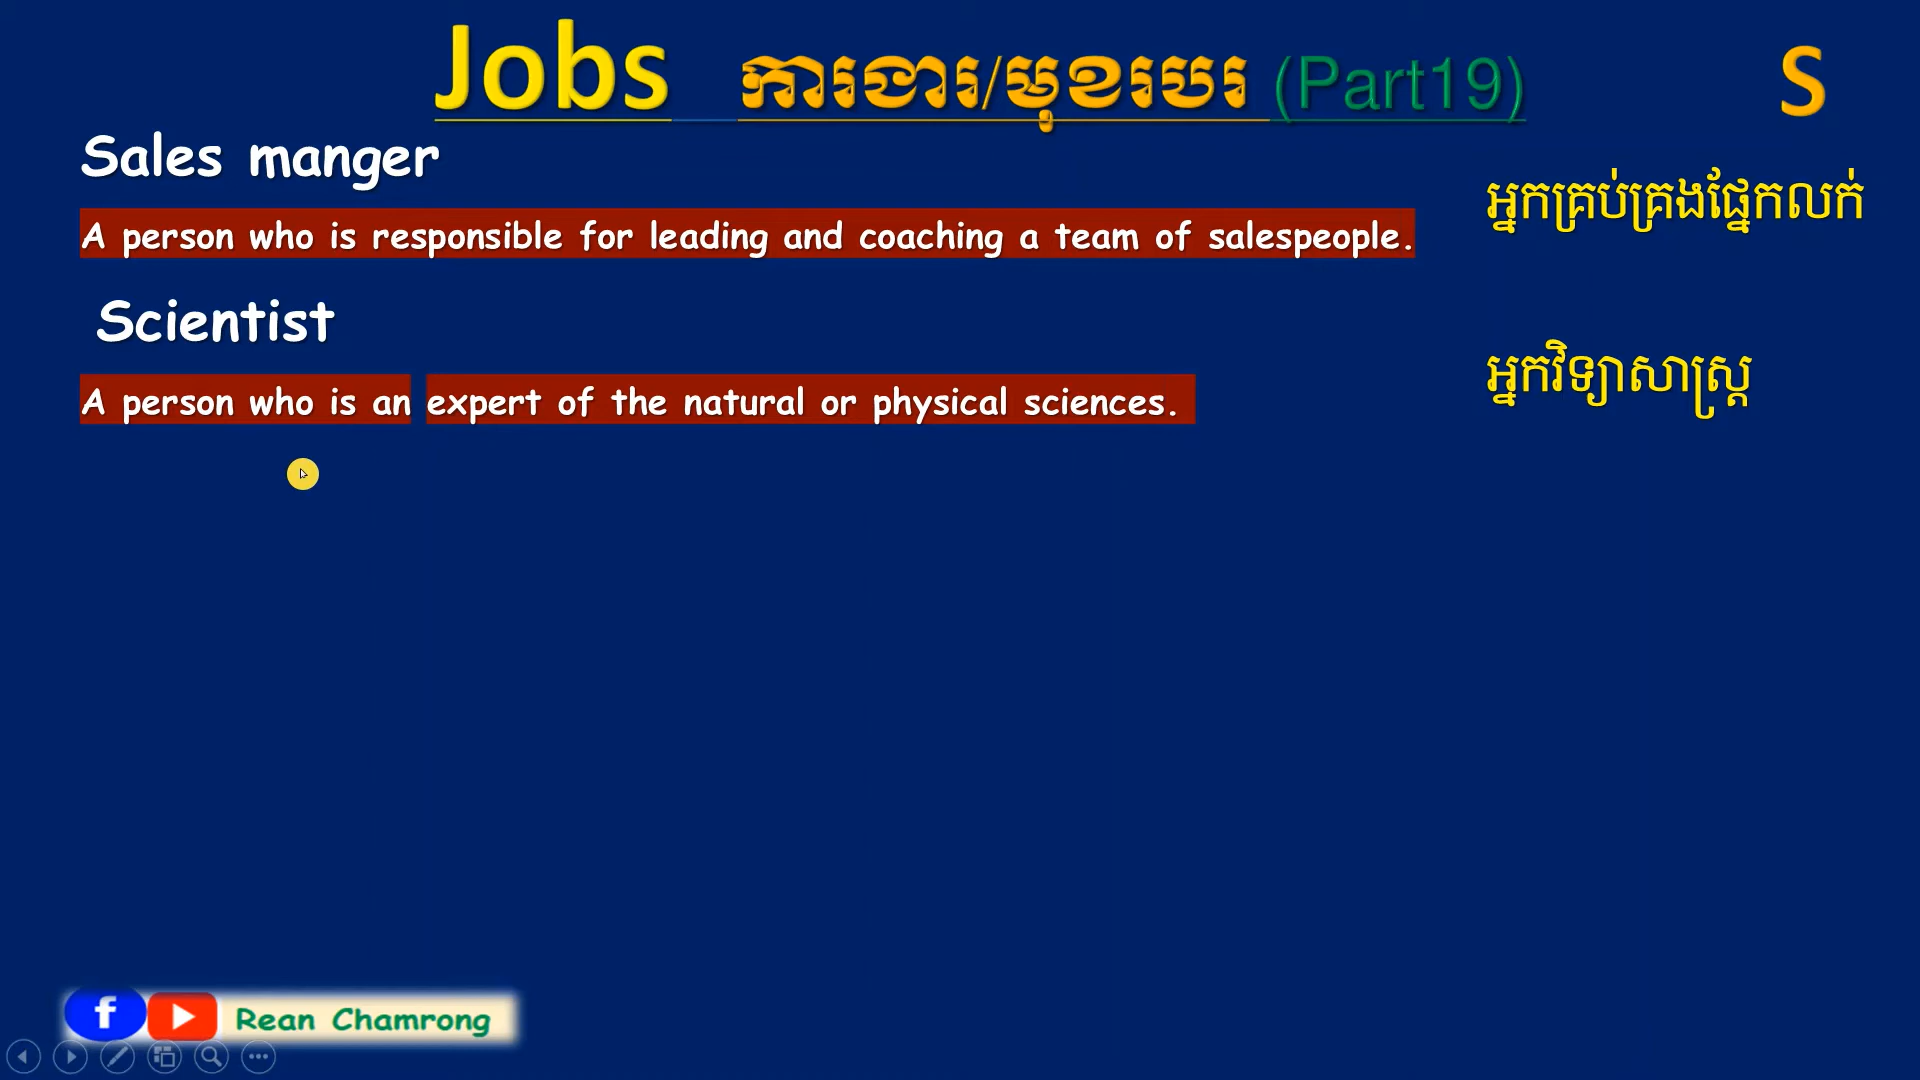 Jobs ការងារ/មុខរបរ (Part19) S
Sales manger
អ្នកគ្រប់គ្រងផ្នែកលក់
A person who is responsible for leading and coaching a team of salespeople.
Scientist
អ្នកវិទ្យាសាស្ត្រ
A person who is an expert of the natural or physical sciences.
f Rean Chamrong